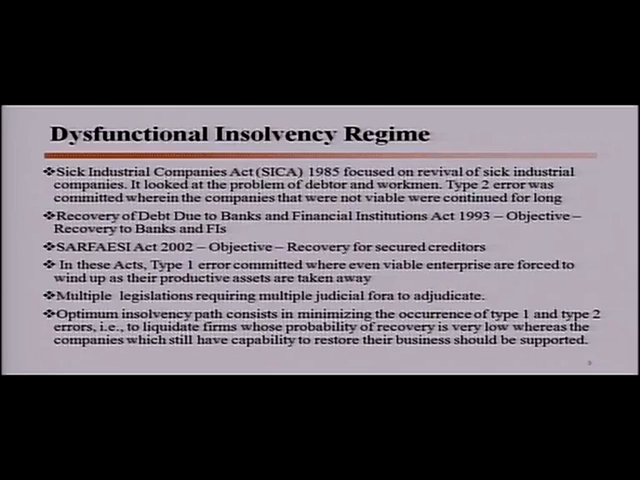 Dysfunctional Insolvency Regime
❖Sick Industrial Companies Act (SICA) 1985 focused on revival of sick industrial
companies. It looked at the problem of debtor and workmen. Type 2 error was
committed wherein the companies that were not viable were continued for long
❖Recovery of Debt Due to Banks and Financial Institutions Act 1993 – Objective –
Recovery to Banks and FIs
❖SARFAESI Act 2002 – Objective – Recovery for secured creditors
❖ In these Acts, Type 1 error committed where even viable enterprise are forced to
wind up as their productive assets are taken away
❖Multiple legislations requiring multiple judicial fora to adjudicate.
❖Optimum insolvency path consists in minimizing the occurrence of type 1 and type 2
errors, i.e., to liquidate firms whose probability of recovery is very low whereas the
companies which still have capability to restore their business should be supported.